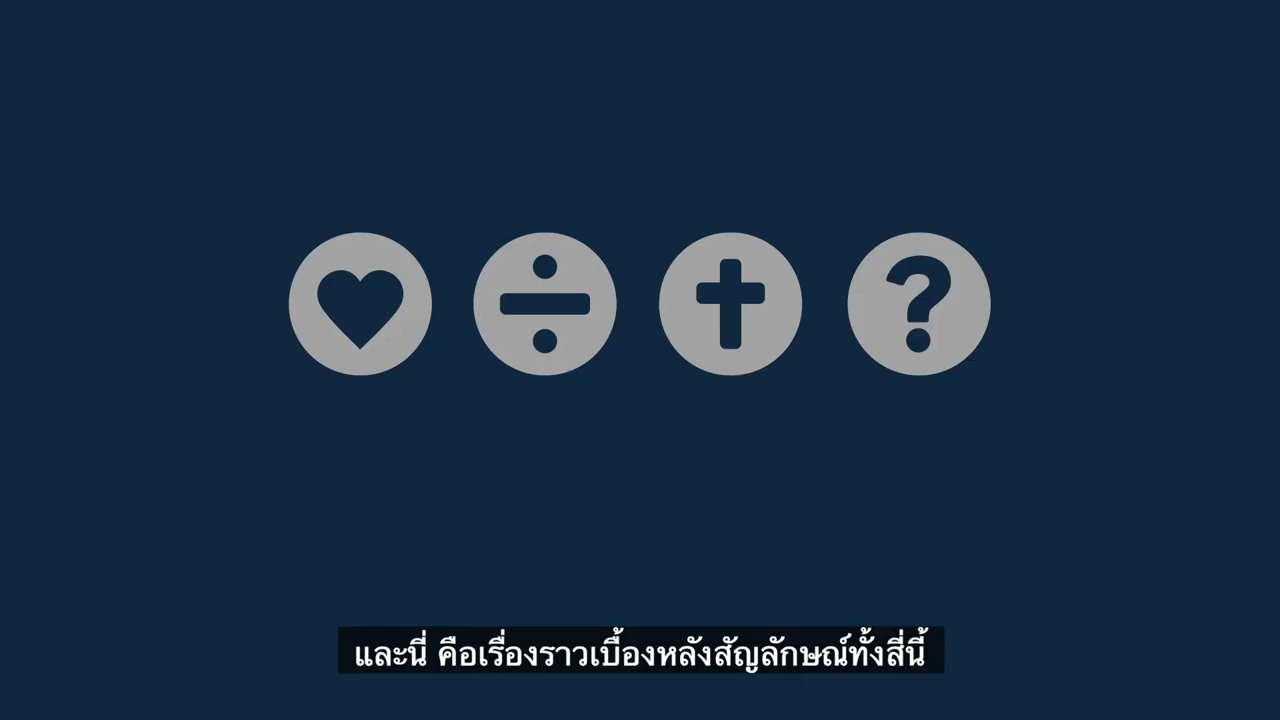 และนี่ คือเรื่องราวเบื้องหลังสัญลักษณ์ทั้งสี่นี้